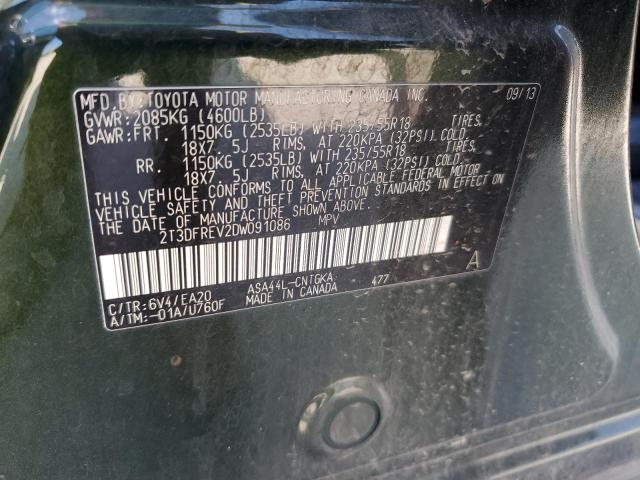 MFD. BY: TOYOTA MOTOR MANUFACTURING CANADA INC. 09/13
GVWR: 2085KG (4600LB)
GAWR: FRT. 1150KG (2535LB) WITH 235/55R18 TIRES,
18X7. 5J RIMS, AT 220KPA (32PSI) COLD
RR. 1150KG (2535LB) WITH 235/55R18 TIRES,
18X7. 5J RIMS, AT 220KPA (32PSI) COLD
THIS VEHICLE CONFORMS TO ALL APPLICABLE FEDERAL MOTOR
VEHICLE SAFETY AND THEFT PREVENTION STANDARDS IN EFFECT
ON THE DATE OF MANUFACTURE SHOWN ABOVE.
2T3DFREV2DW091086 MPV
A
C/TR: 6V4/EA20 ASA44L-CNTGKA 477
A/TM: -01A/U760F MADE IN CANADA